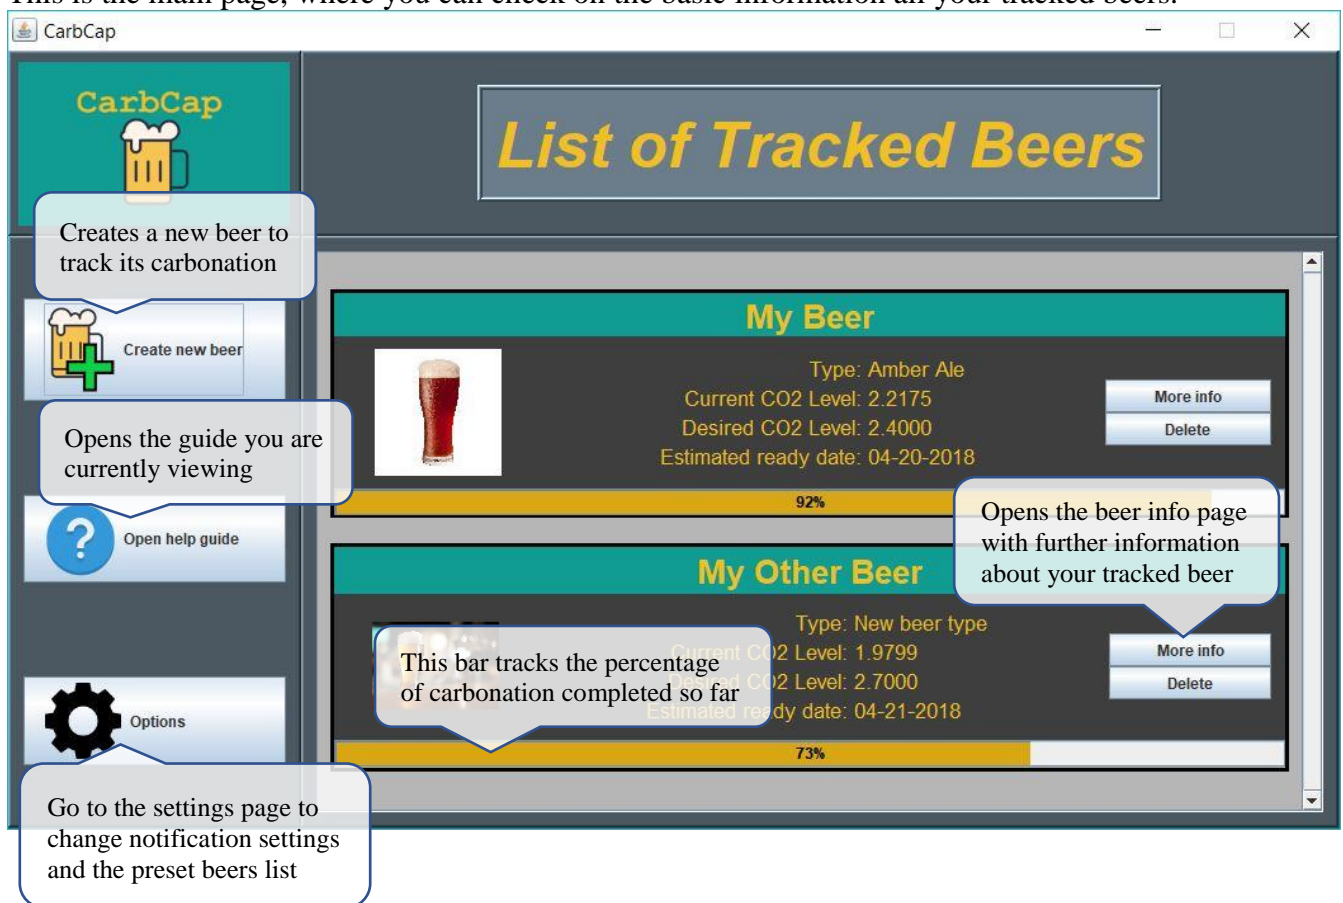 This is the main page, where you can check on the basic information all your tracked beers.
CarbCap
CarbCap
List of Tracked Beers
Creates a new beer to
track its carbonation
Create new beer
Opens the guide you are
currently viewing
Open help guide
Options
Go to the settings page to
change notification settings
and the preset beers list
My Beer
Type: Amber Ale
Current CO2 Level: 2.2175
Desired CO2 Level: 2.4000
Estimated ready date: 04-20-2018
More info
Delete
92%
Opens the beer info page
with further information
about your tracked beer
My Other Beer
Type: New beer type
Current CO2 Level: 1.9799
Desired CO2 Level: 2.7000
Estimated ready date: 04-21-2018
This bar tracks the percentage
of carbonation completed so far
More info
Delete
73%